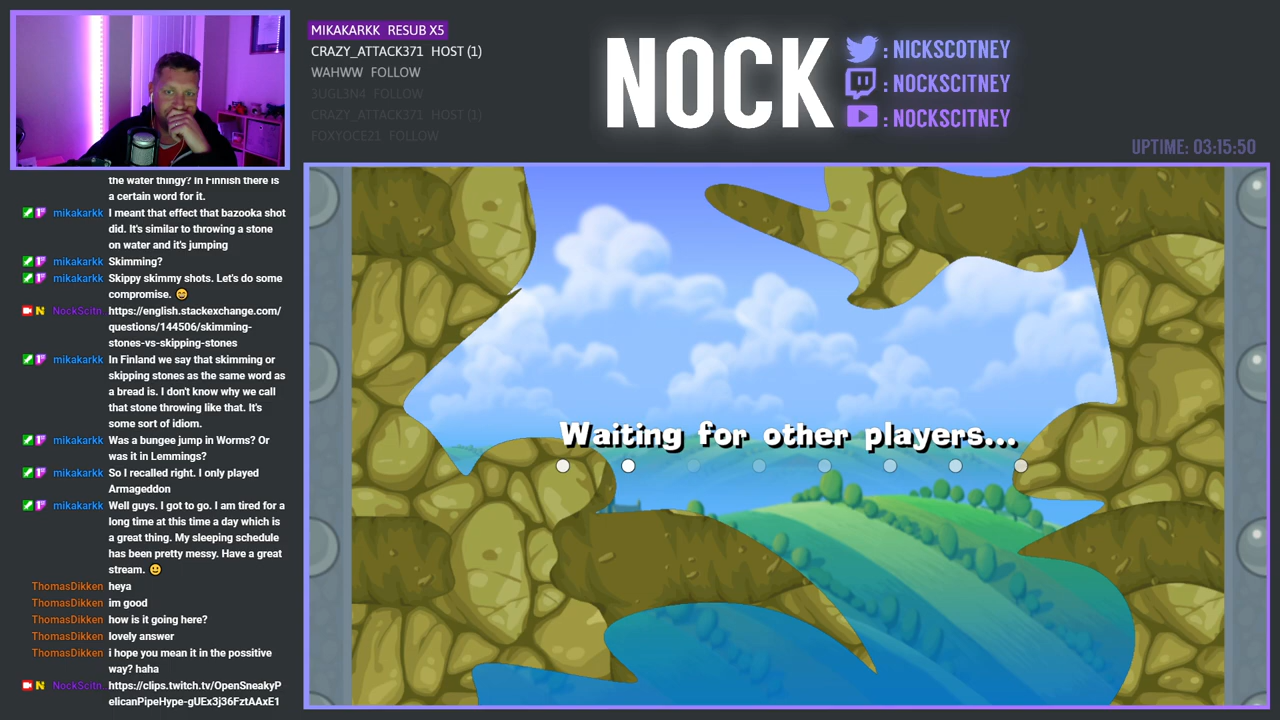 MIKAKARKK RESUB X5
CRAZY_ATTACK371 HOST (1)
WAHWW FOLLOW
3UGL3N4 FOLLOW
CRAZY_ATTACK371 HOST (1)
FOXYOCE21 FOLLOW
NOCK
: NICKSCOTNEY
: NOCKSCITNEY
: NOCKSCITNEY
UPTIME: 03:15:50
the water thingy? In Finnish there is
a certain word for it.
mikakarkk I meant that effect that bazooka shot
did. It's similar to throwing a stone
on water and it's jumping
mikakarkk Skimming?
mikakarkk Skippy skimmy shots. Let's do some
compromise. 😅
NockScitn https://english.stackexchange.com/
questions/144506/skimming-
stones-vs-skipping-stones
mikakarkk In Finland we say that skimming or
skipping stones as the same word as
a bread is. I don't know why we call
that stone throwing like that. It's
some sort of idiom.
mikakarkk Was a bungee jump in Worms? Or
was it in Lemmings?
mikakarkk So I recalled right. I only played
Armageddon
mikakarkk Well guys. I got to go. I am tired for a
long time at this time a day which is
a great thing. My sleeping schedule
has been pretty messy. Have a great
stream. 🙂
ThomasDikken heya
ThomasDikken im good
ThomasDikken how is it going here?
ThomasDikken lovely answer
ThomasDikken i hope you mean it in the possitive
way? haha
NockScitn https://clips.twitch.tv/OpenSneakyP
elicanPipeHype-gUEx3j36FztAAxE1
Waiting for other players...